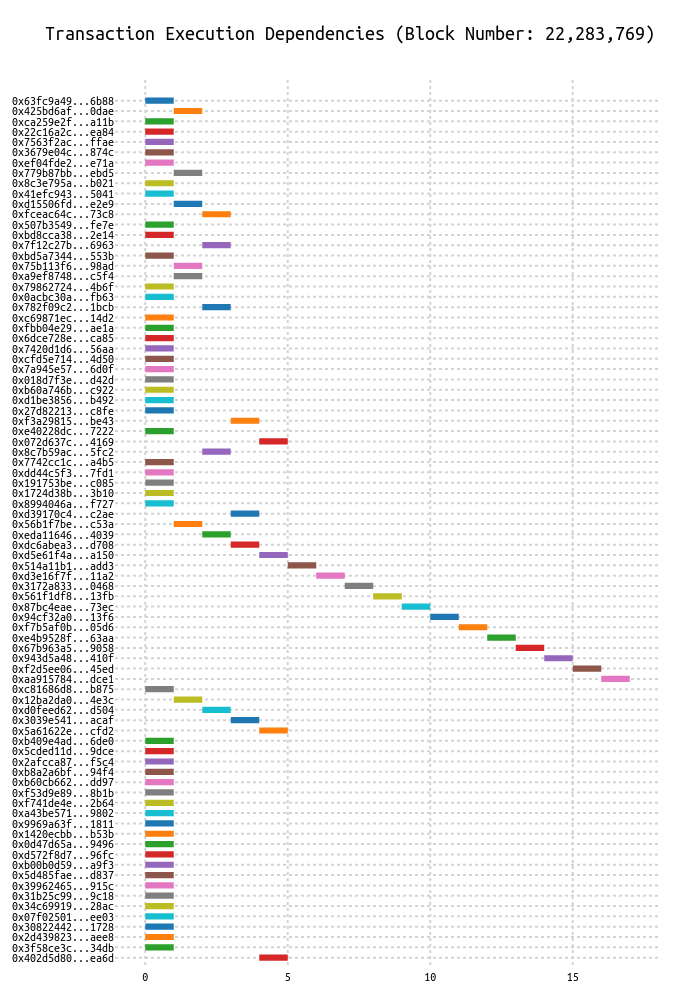 Transaction Execution Dependencies (Block Number: 22,283,769)
0x63fc9a49...6b88
0x425bd6af...0dae
0xca259e2f...a11b
0x22c16a2c...ea84
0x7563f2ac...ffae
0x3679e04c...874c
0xef04fde2...e71a
0x779b87bb...ebd5
0x8c3e795a...b021
0x41efc943...5041
0xd15506fd...e2e9
0xfceac64c...73c8
0x507b3549...fe7e
0xbd8cca38...2e14
0x7f12c27b...6963
0xbd5a7344...553b
0x75b113f6...98ad
0xa9ef8748...c5f4
0x79862724...4b6f
0x0acbc30a...fb63
0x782f09c2...1bcb
0xc69871ec...14d2
0xfbb04e29...ae1a
0x6dce728e...ca85
0x7420d1d6...56aa
0xcfd5e714...4d50
0x7a945e57...6d0f
0x018d7f3e...d42d
0xb60a746b...c922
0xd1be3856...b492
0x27d82213...c8fe
0xf3a29815...be43
0xe40228dc...7222
0x072d637c...4169
0x8c7b59ac...5fc2
0x7742cc1c...a4b5
0xdd44c5f3...7fd1
0x191753be...c085
0x1724d38b...3b10
0x8994046a...f727
0xd39170c4...c2ae
0x56b1f7be...c53a
0xeda11646...4039
0xdc6abea3...d708
0xd5e61f4a...a150
0x514a11b1...add3
0xd3e16f7f...11a2
0x3172a833...0468
0x561f1df8...13fb
0x87bc4eae...73ec
0x94cf32a0...13f6
0xf7b5af0b...05d6
0xe4b9528f...63aa
0x67b963a5...9058
0x943d5a48...410f
0xf2d5ee06...45ed
0xaa915784...dce1
0xc81686d8...b875
0x12ba2da0...4e3c
0xd0feed62...d504
0x3039e541...acaf
0x5a61622e...cfd2
0xb409e4ad...6de0
0x5cded11d...9dce
0x2afcca87...f5c4
0xb8a2a6bf...94f4
0xb60cb662...dd97
0xf53d9e89...8b1b
0xf741de4e...2b64
0xa43be571...9802
0x9969a63f...1811
0x1420ecbb...b53b
0x0d47d65a...9496
0xd572f8d7...96fc
0xb00b0d59...a9f3
0x5d485fae...d837
0x39962465...915c
0x31b25c99...9c18
0x34c69919...28ac
0x07f02501...ee03
0x30822442...1728
0x2d439823...aee8
0x3f58ce3c...34db
0x402d5d80...ea6d
0 5 10 15